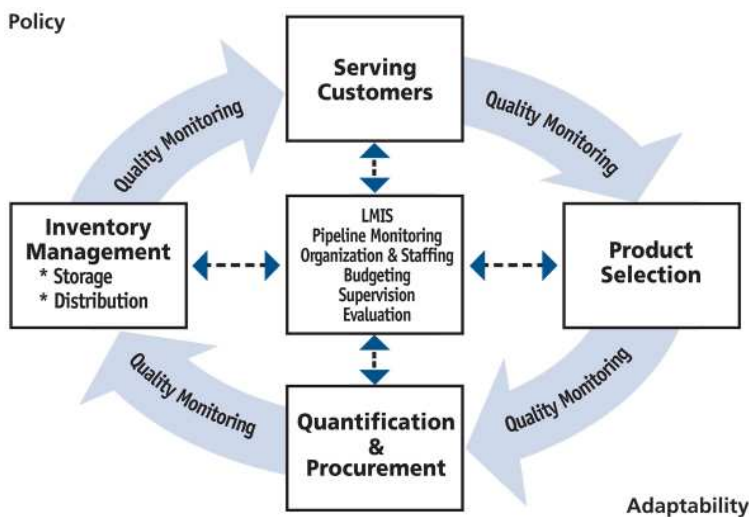 Policy
Serving
Customers
Quality Monitoring
Quality Monitoring
Inventory
Management
* Storage
* Distribution
LMIS
Pipeline Monitoring
Organization & Staffing
Budgeting
Supervision
Evaluation
Product
Selection
Quality Monitoring
Quality Monitoring
Quantification
&
Procurement
Adaptability